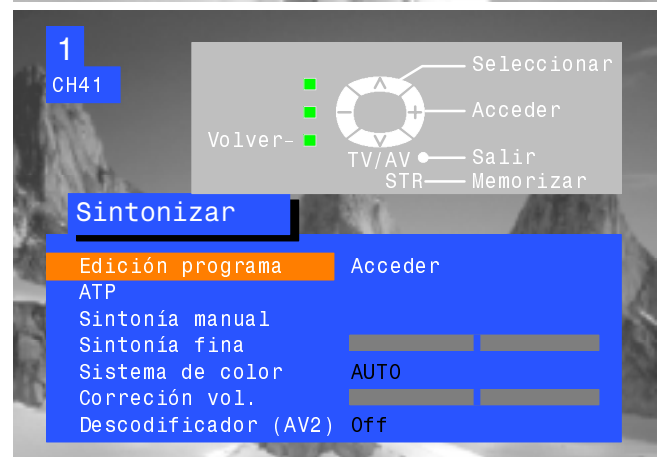 1
CH41
Seleccionar
Acceder
Volver–
TV/AV Salir
STR Memorizar
Sintonizar
Edición programa Acceder
ATP
Sintonía manual
Sintonía fina
Sistema de color AUTO
Correción vol.
Descodificador (AV2) Off